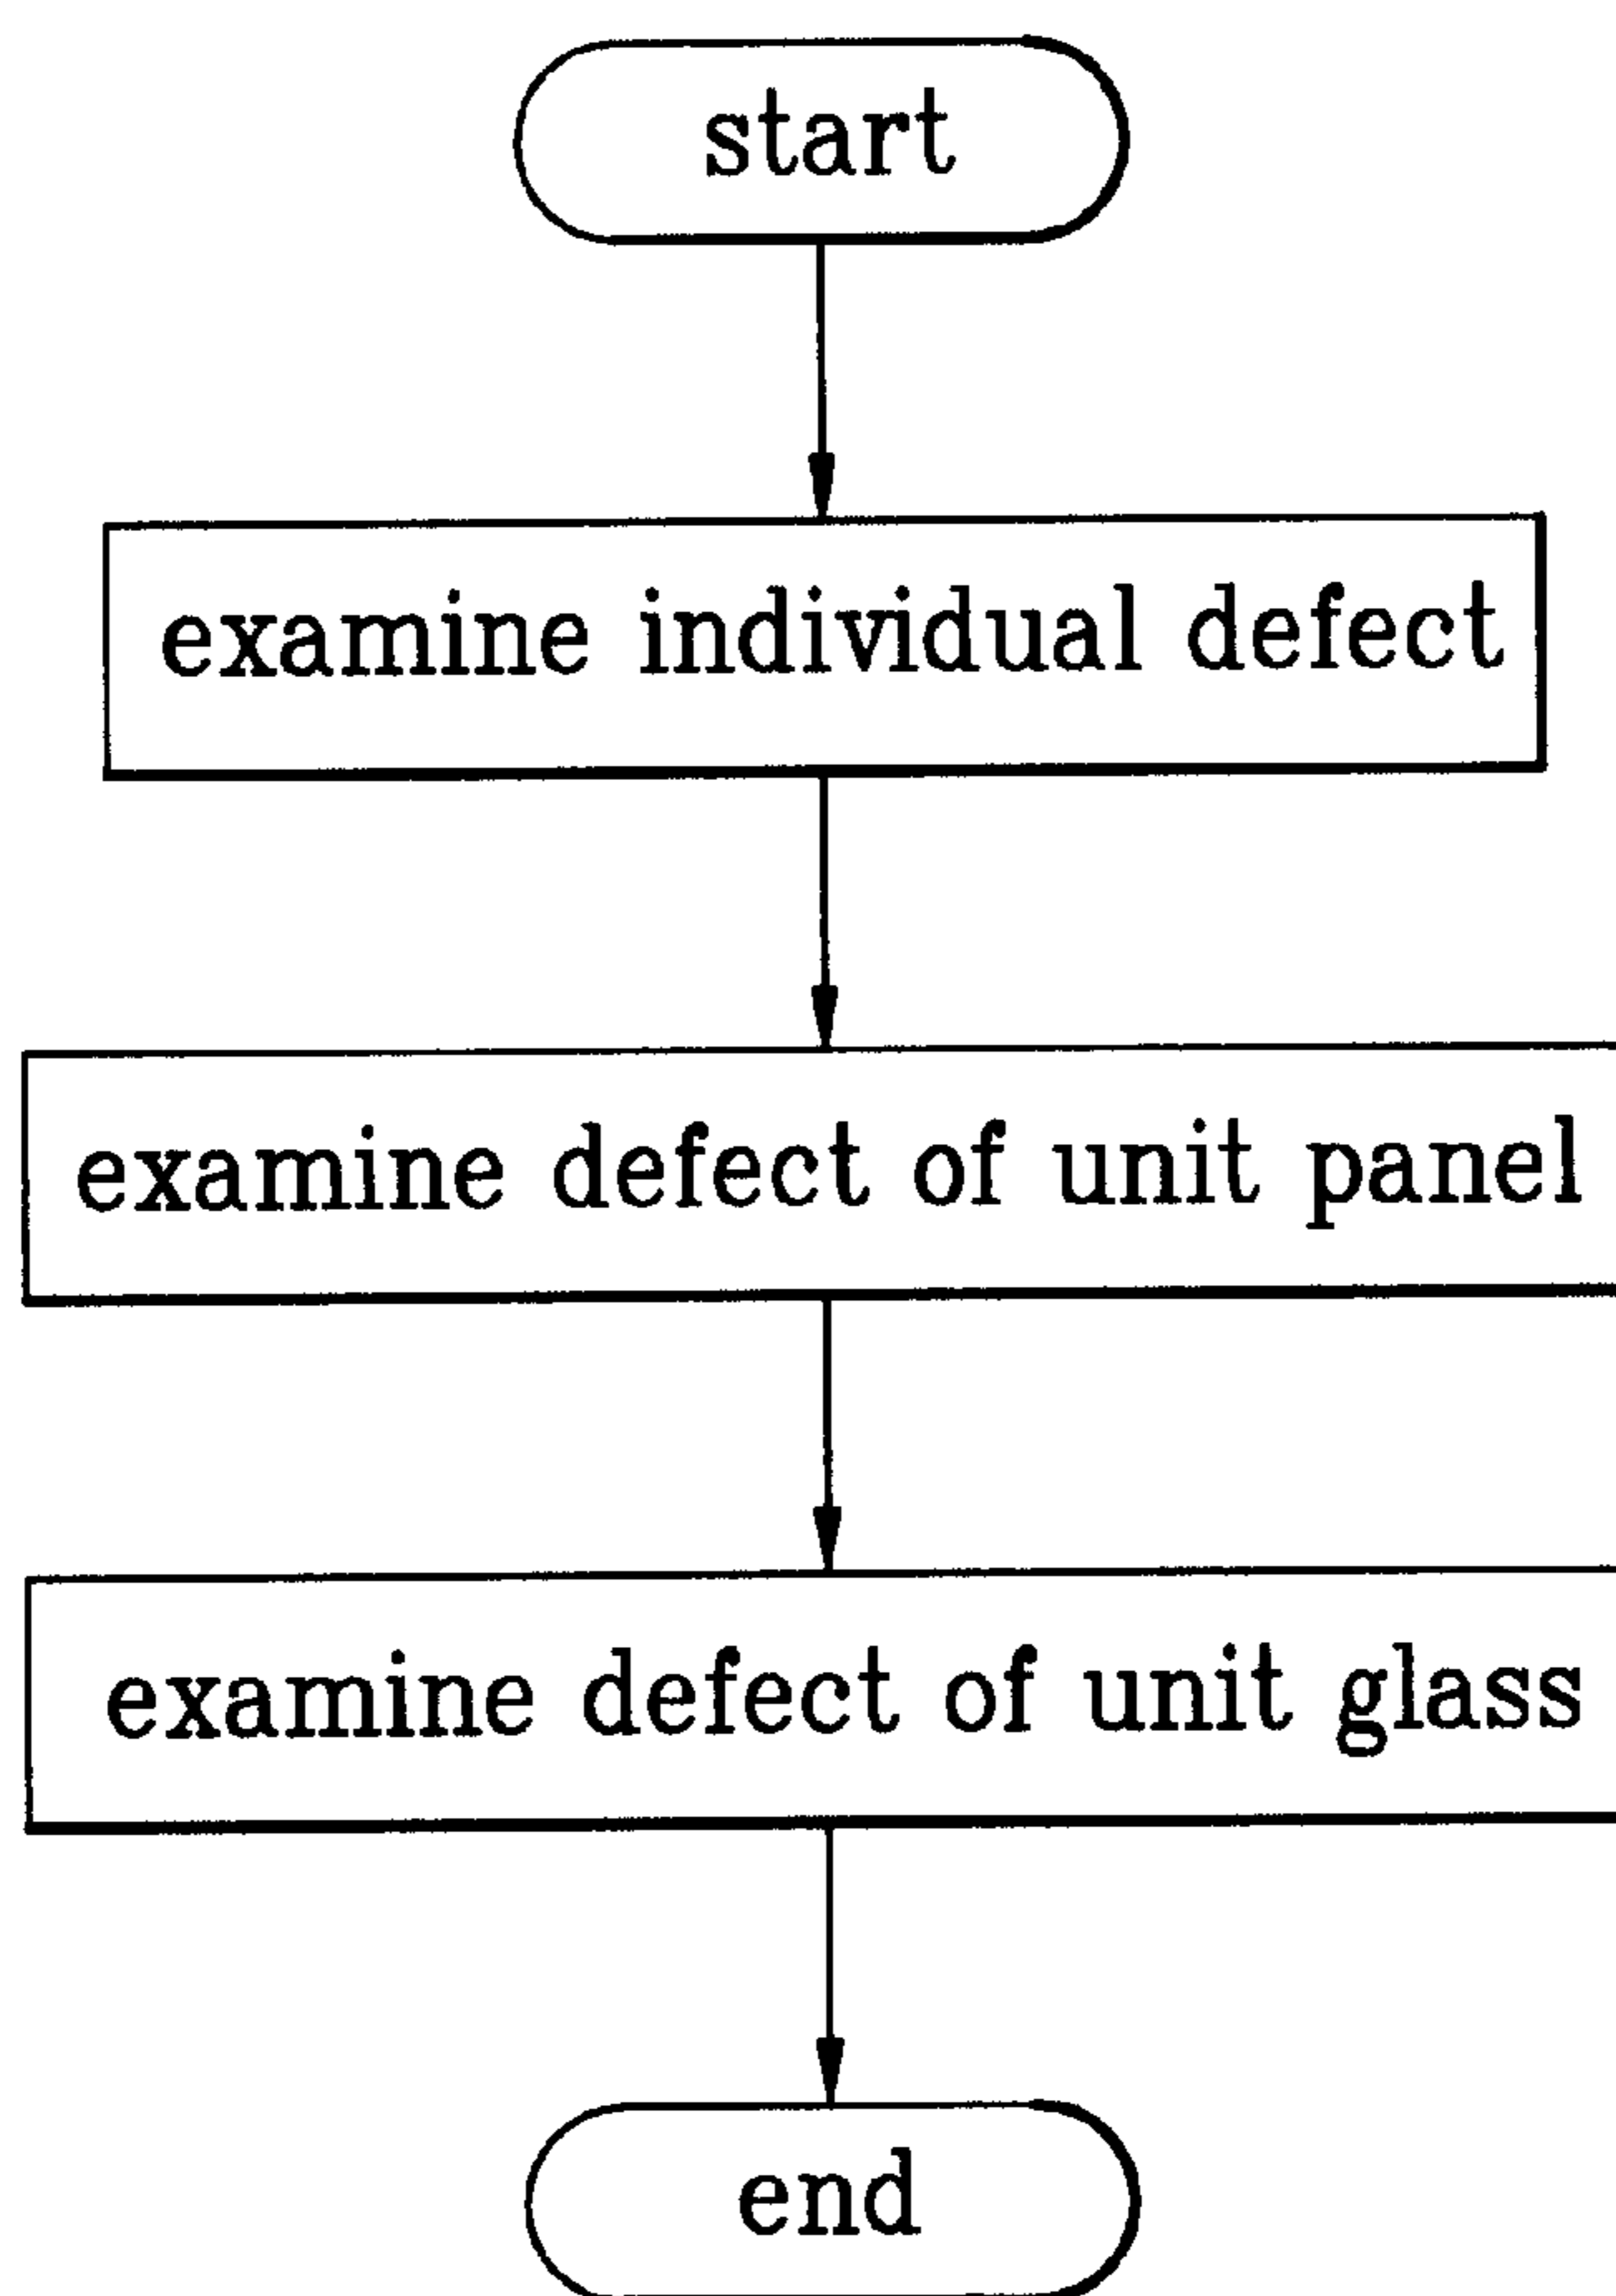 start
examine individual defect
examine defect of unit panel
examine defect of unit glass
end